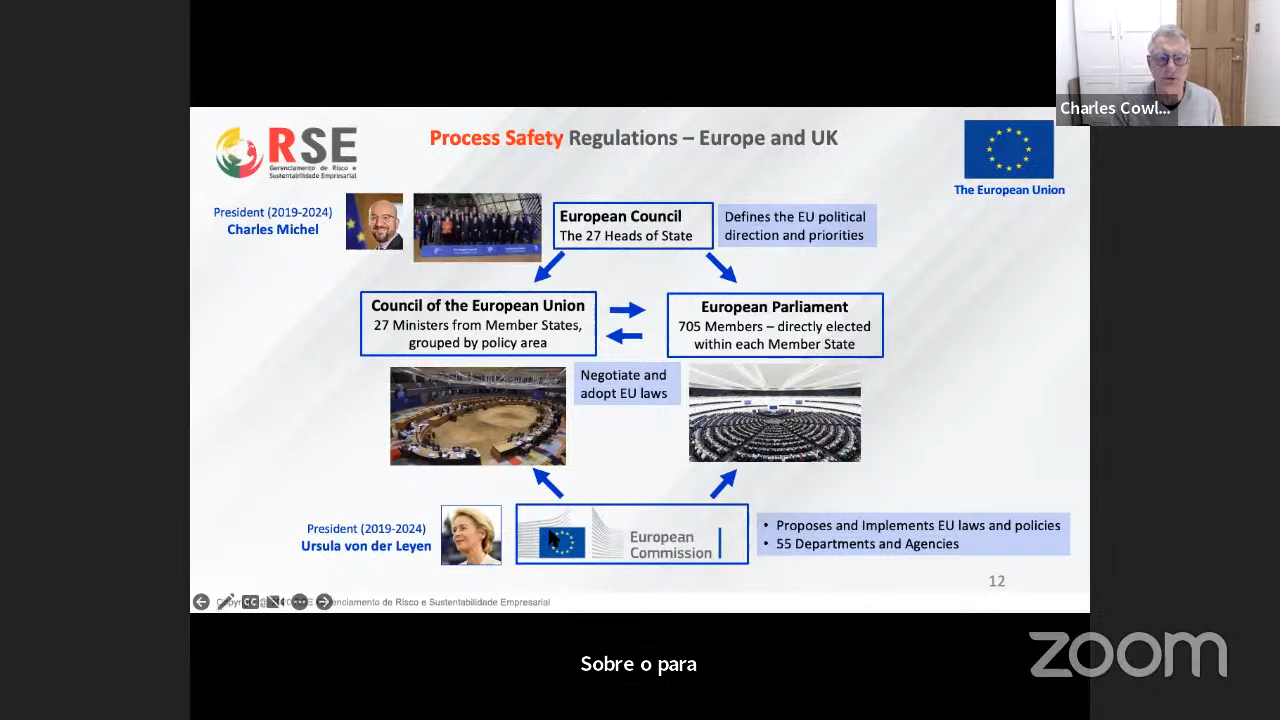 Charles Cowl...
RSE
Gerenciamento de Risco e
Sustentabilidade Empresarial
Process Safety Regulations – Europe and UK
The European Union
President (2019-2024)
Charles Michel
European Council
The 27 Heads of State
Defines the EU political
direction and priorities
Council of the European Union
27 Ministers from Member States,
grouped by policy area
European Parliament
705 Members – directly elected
within each Member State
Negotiate and
adopt EU laws
President (2019-2024)
Ursula von der Leyen
European
Commission
• Proposes and Implements EU laws and policies
• 55 Departments and Agencies
12
de Risco e Sustentabilidade Empresarial
Sobre o para
zoom